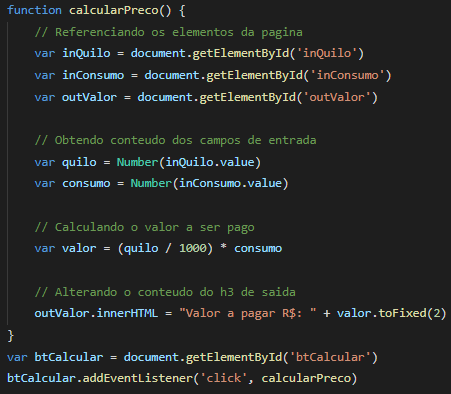 function calcularPreco() {
// Referenciando os elementos da pagina
var inQuilo = document.getElementById('inQuilo')
var inConsumo = document.getElementById('inConsumo')
var outValor = document.getElementById('outValor')
// Obtendo conteudo dos campos de entrada
var quilo = Number(inQuilo.value)
var consumo = Number(inConsumo.value)
// Calculando o valor a ser pago
var valor = (quilo / 1000) * consumo
// Alterando o conteudo do h3 de saida
outValor.innerHTML = "Valor a pagar R$: " + valor.toFixed(2)
}
var btCalcular = document.getElementById('btCalcular')
btCalcular.addEventListener('click', calcularPreco)